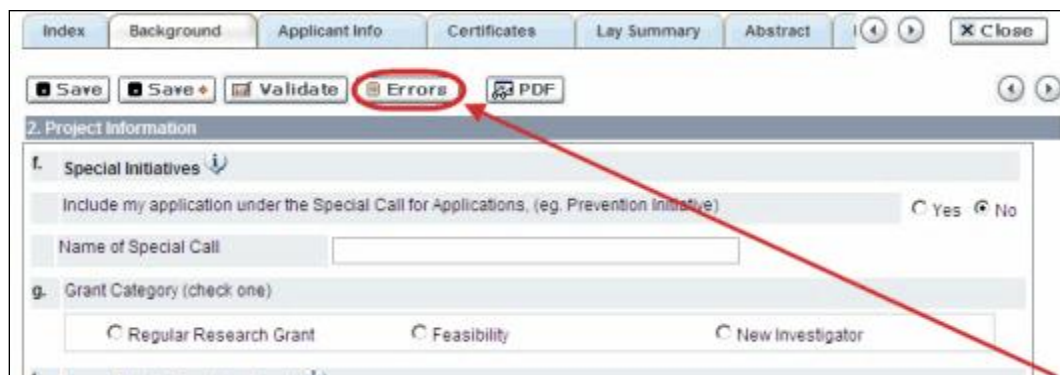 Index Background Applicant Info Certificates Lay Summary Abstract Close
Save Save Validate Errors PDF
2. Project Information
f. Special Initiatives
Include my application under the Special Call for Applications, (eg. Prevention Initiative) Yes No
Name of Special Call
g. Grant Category (check one)
Regular Research Grant Feasibility New Investigator